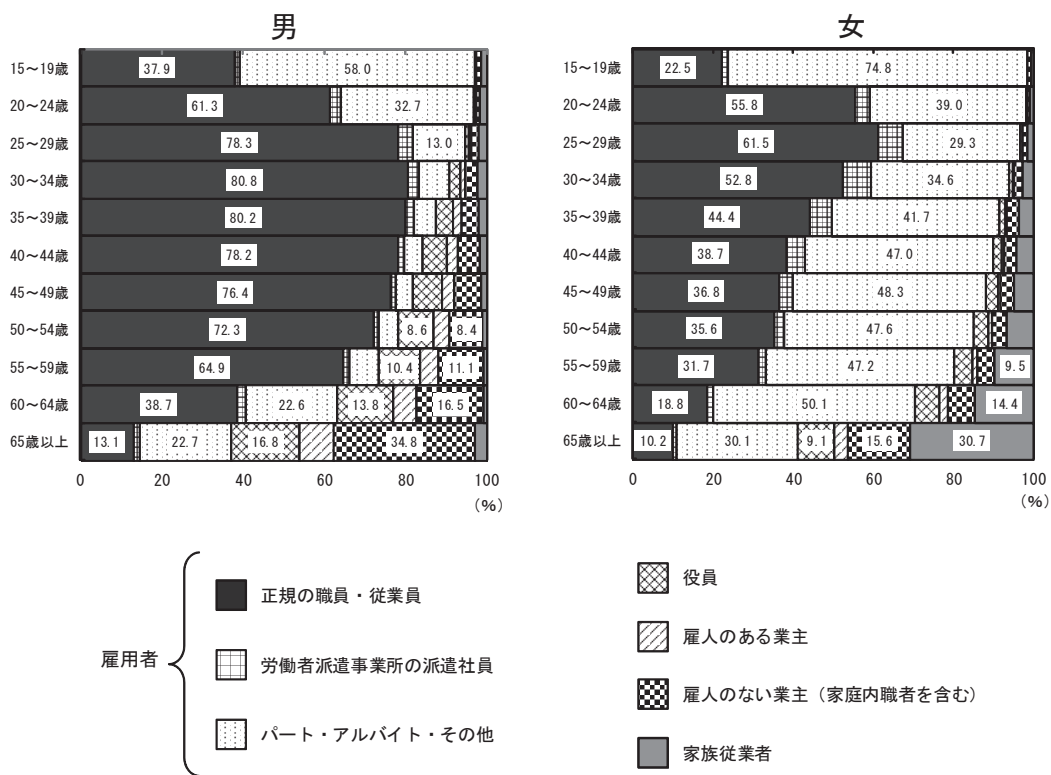 男
女
15～19歳 37.9 58.0
20～24歳 61.3 32.7
25～29歳 78.3 13.0
30～34歳 80.8
35～39歳 80.2
40～44歳 78.2
45～49歳 76.4
50～54歳 72.3 8.6 8.4
55～59歳 64.9 10.4 11.1
60～64歳 38.7 22.6 13.8 16.5
65歳以上 13.1 22.7 16.8 34.8
0 20 40 60 80 100
(%)
15～19歳 22.5 74.8
20～24歳 55.8 39.0
25～29歳 61.5 29.3
30～34歳 52.8 34.6
35～39歳 44.4 41.7
40～44歳 38.7 47.0
45～49歳 36.8 48.3
50～54歳 35.6 47.6
55～59歳 31.7 47.2 9.5
60～64歳 18.8 50.1 14.4
65歳以上 10.2 30.1 9.1 15.6 30.7
0 20 40 60 80 100
(%)
雇用者
正規の職員・従業員
労働者派遣事業所の派遣社員
パート・アルバイト・その他
役員
雇人のある業主
雇人のない業主（家庭内職者を含む）
家族従業者